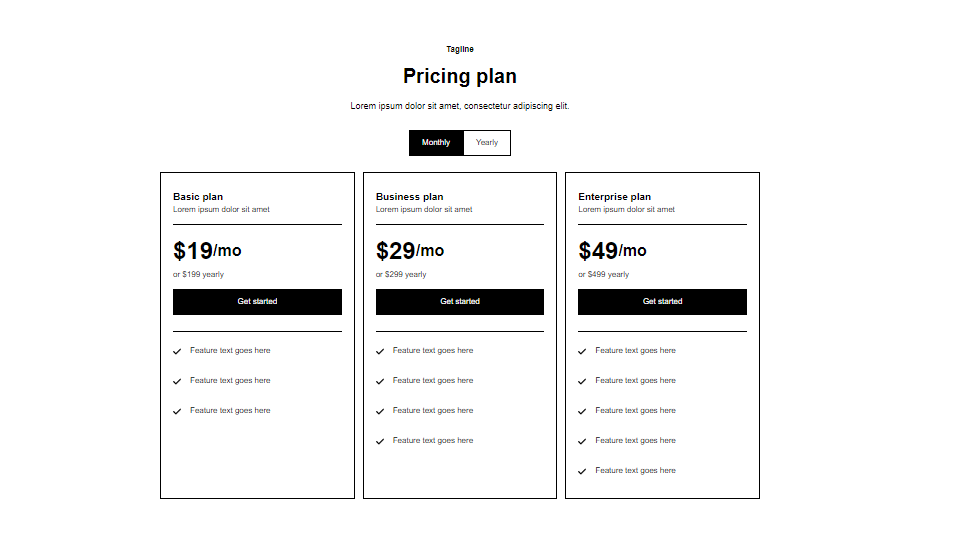 Tagline
Pricing plan
Lorem ipsum dolor sit amet, consectetur adipiscing elit.
Monthly
Yearly
Basic plan
Lorem ipsum dolor sit amet
$19/mo
or $199 yearly
Get started
Feature text goes here
Feature text goes here
Feature text goes here
Business plan
Lorem ipsum dolor sit amet
$29/mo
or $299 yearly
Get started
Feature text goes here
Feature text goes here
Feature text goes here
Feature text goes here
Enterprise plan
Lorem ipsum dolor sit amet
$49/mo
or $499 yearly
Get started
Feature text goes here
Feature text goes here
Feature text goes here
Feature text goes here
Feature text goes here